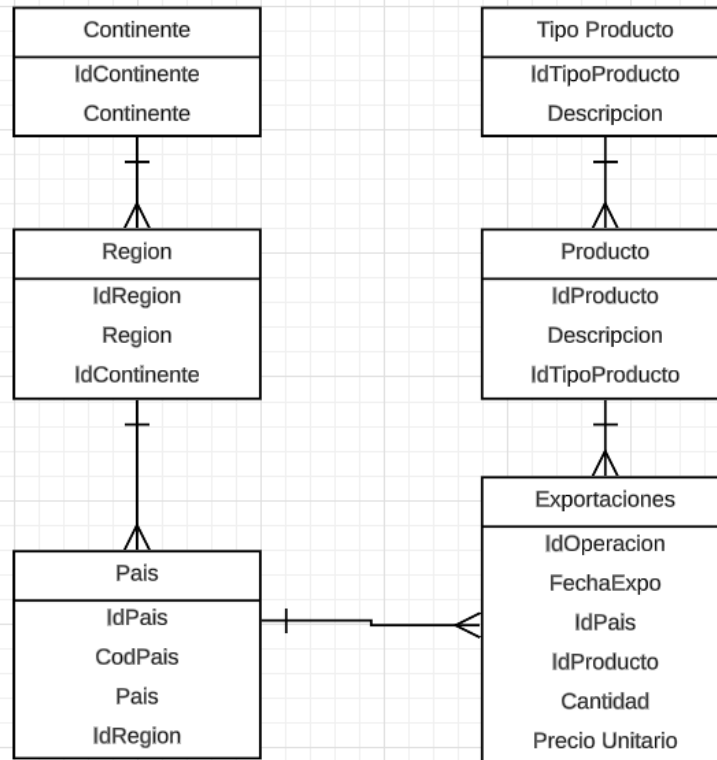 Continente
IdContinente
Continente
Region
IdRegion
Region
IdContinente
Pais
IdPais
CodPais
Pais
IdRegion
Tipo Producto
IdTipoProducto
Descripcion
Producto
IdProducto
Descripcion
IdTipoProducto
Exportaciones
IdOperacion
FechaExpo
IdPais
IdProducto
Cantidad
Precio Unitario